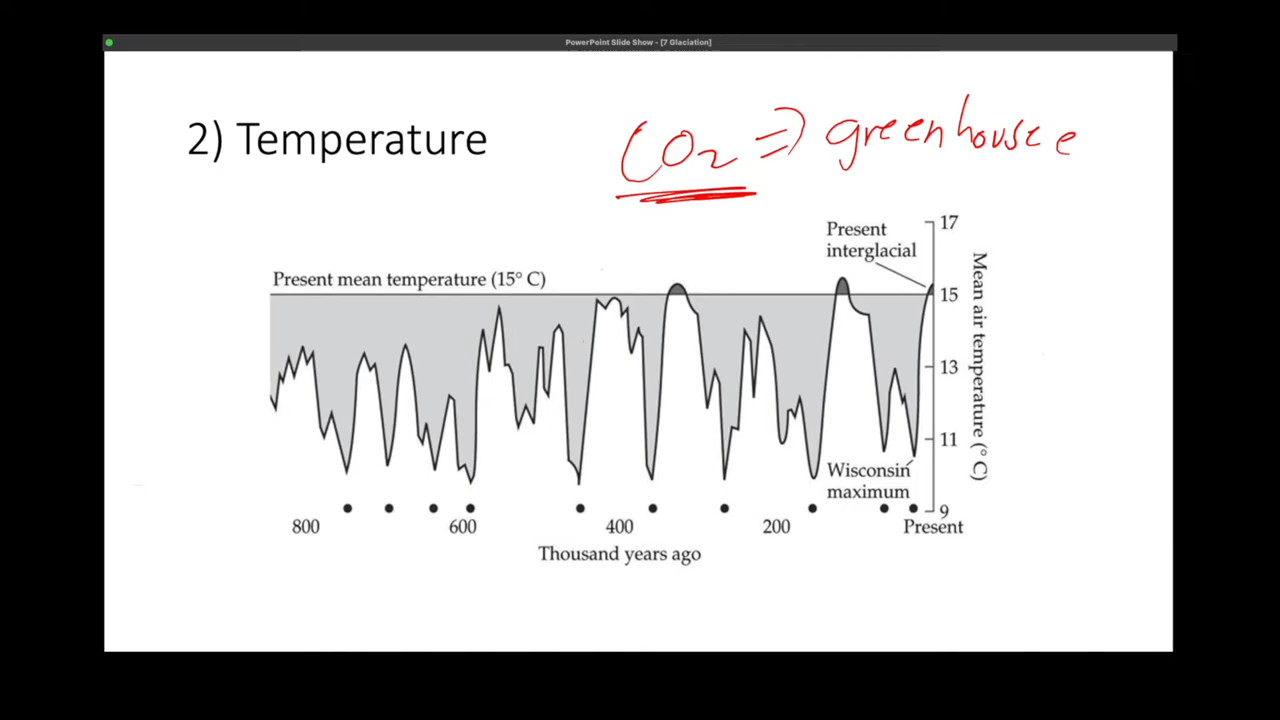 PowerPoint Slide Show - [7 Glaciation]
2) Temperature
CO2 => greenhouse e
Present
interglacial
Present mean temperature (15° C)
17
15
13
11
9
Mean air temperature (° C)
Wisconsin
maximum
800
600
400
200
Present
Thousand years ago